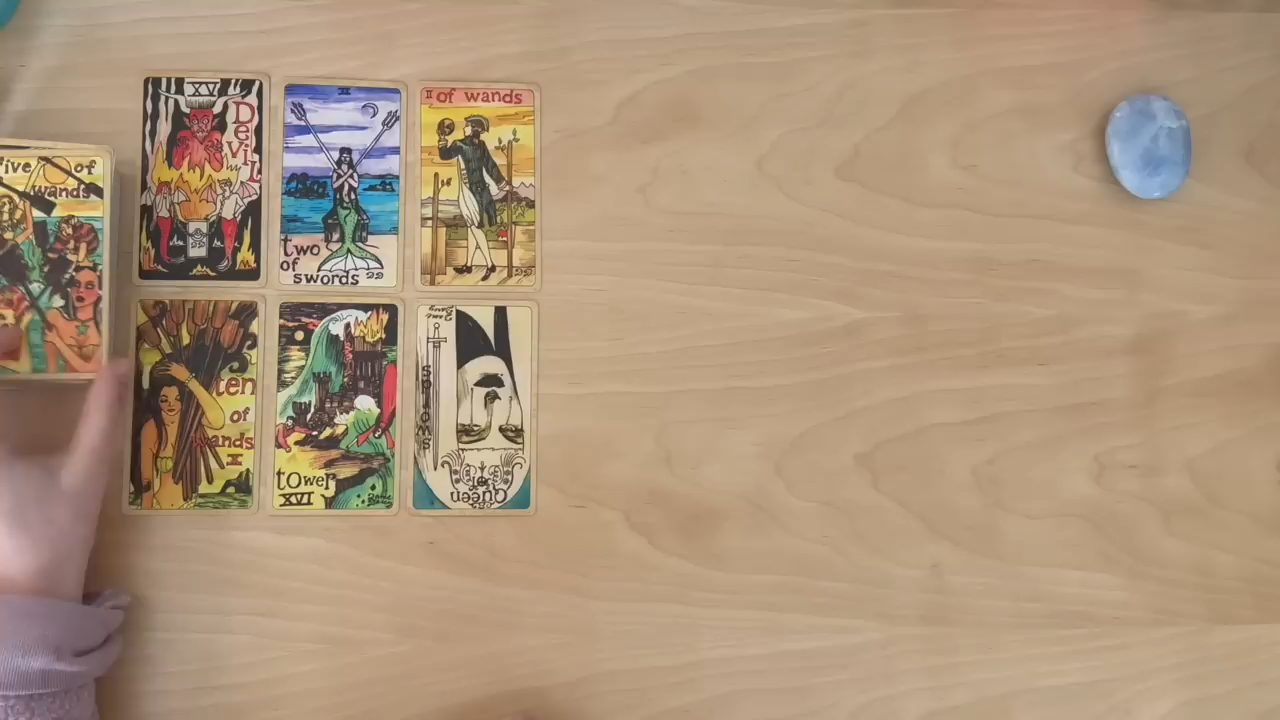 Five of
wands
XV
Devil
II
two
of
swords
II of wands
ten
of
wands
X
tower
XVI
Queen
of
swords